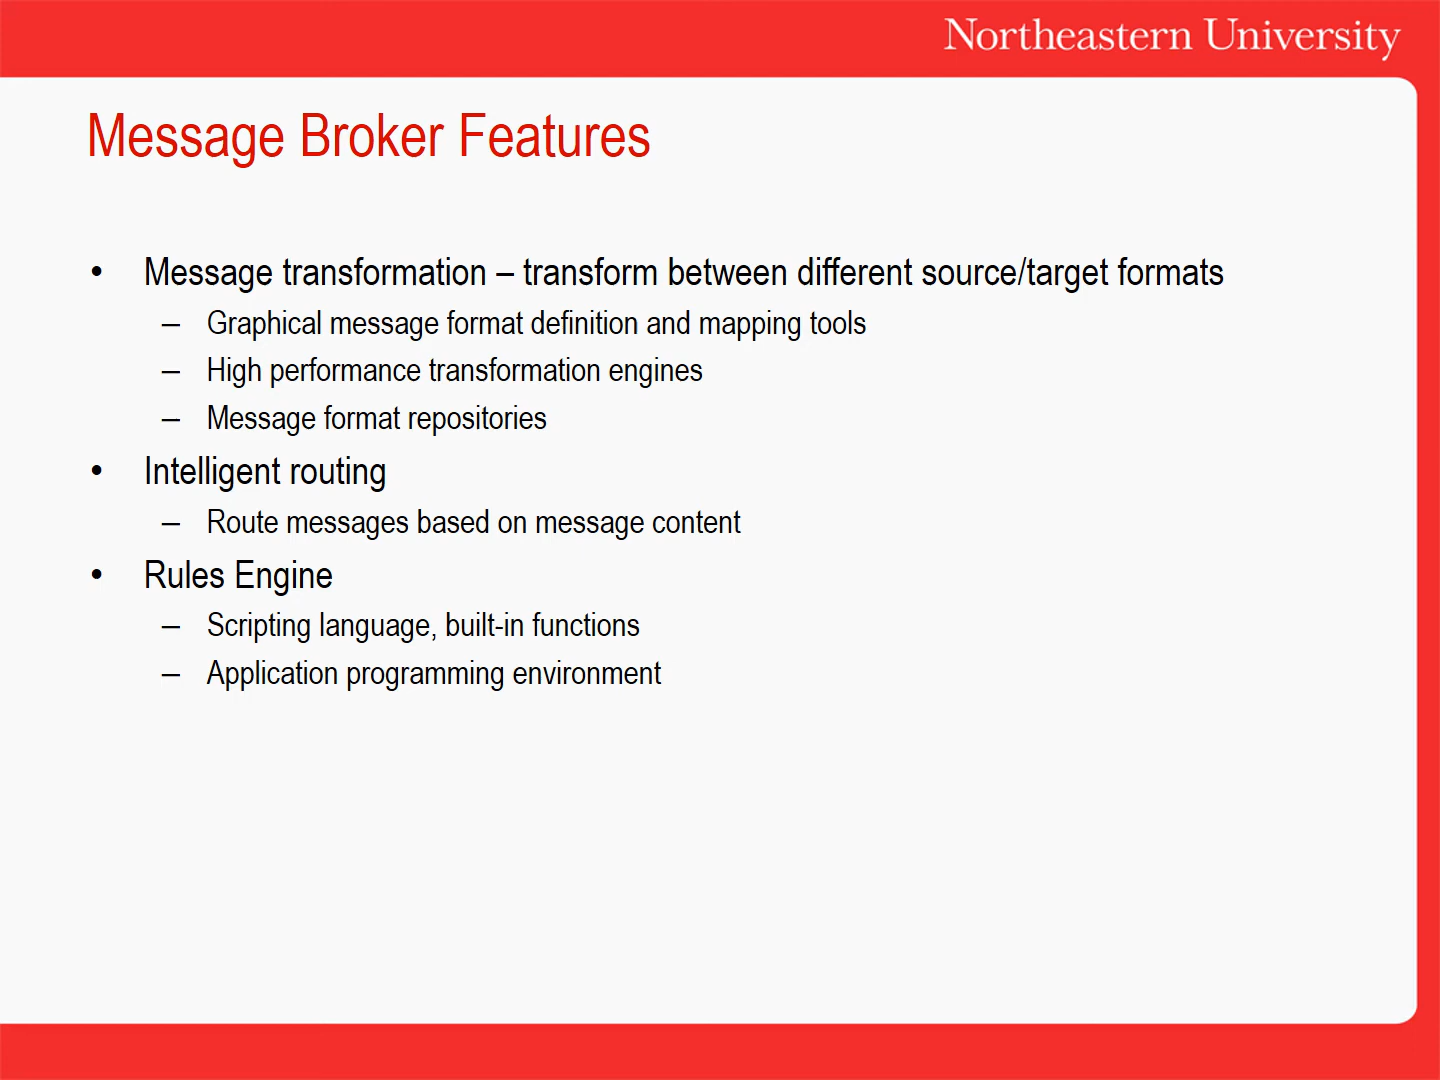 Northeastern University
Message Broker Features
• Message transformation – transform between different source/target formats
– Graphical message format definition and mapping tools
– High performance transformation engines
– Message format repositories
• Intelligent routing
– Route messages based on message content
• Rules Engine
– Scripting language, built-in functions
– Application programming environment